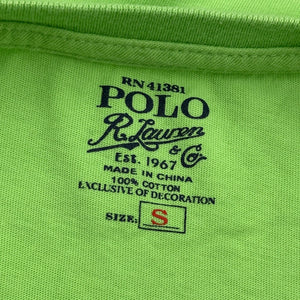 RN 41381
POLO
R. Lauren
& Co
EST. 1967
MADE IN CHINA
100% COTTON
EXCLUSIVE OF DECORATION
SIZE: S